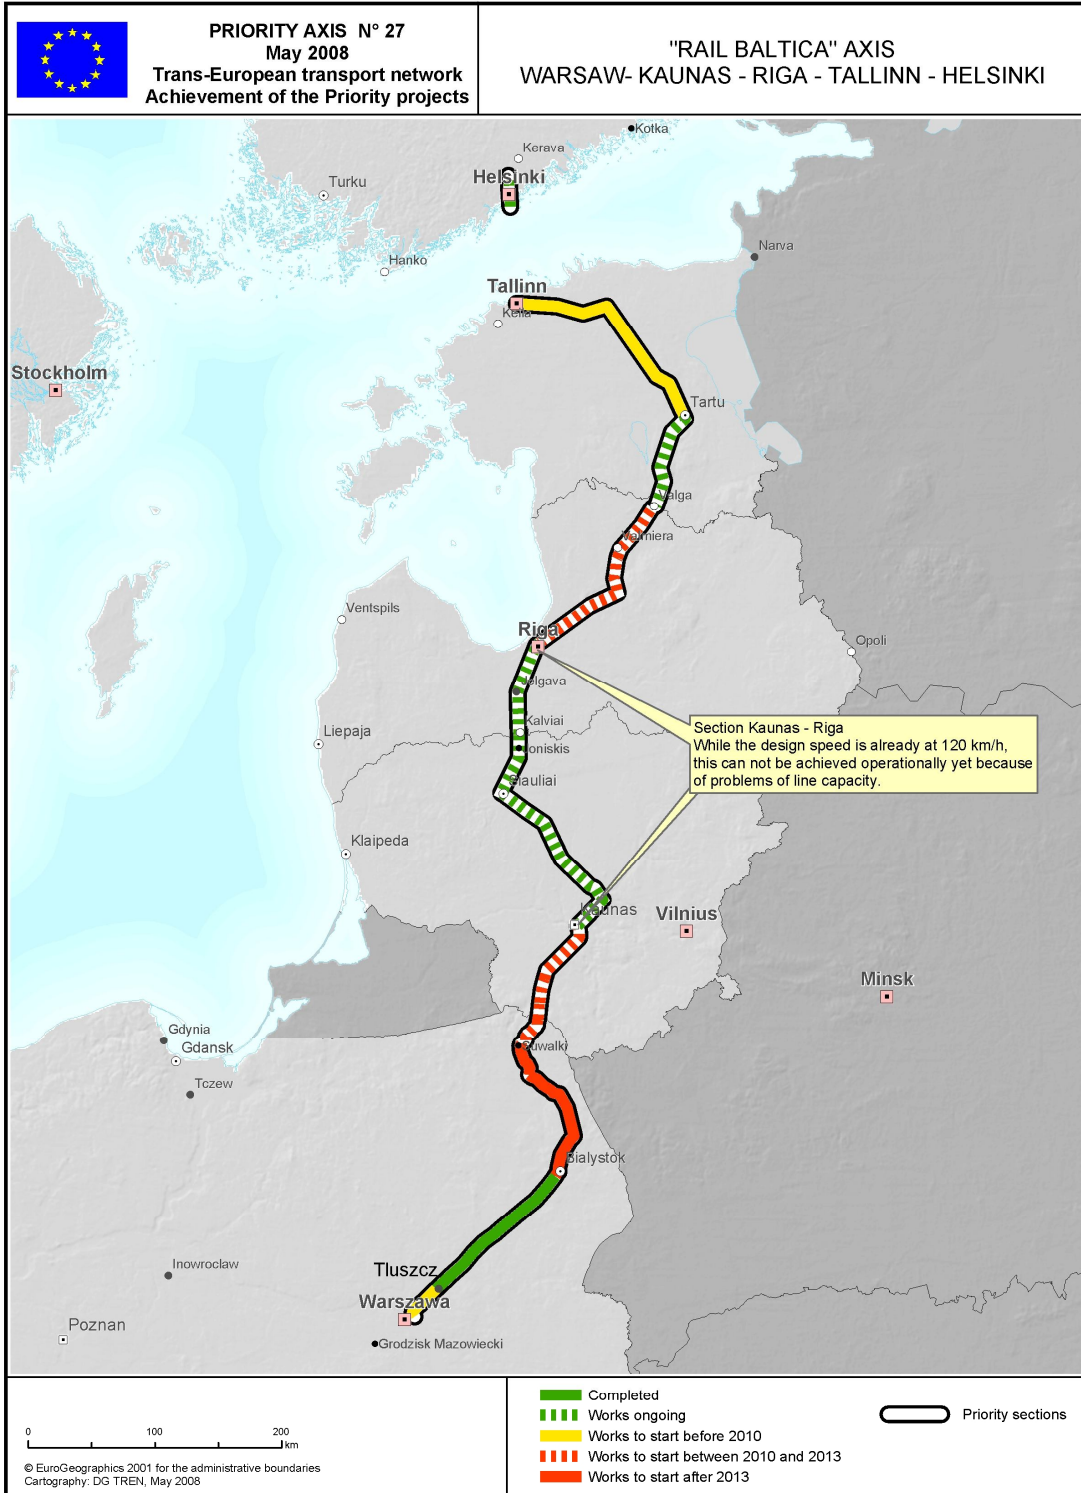 PRIORITY AXIS N° 27
May 2008
Trans-European transport network
Achievement of the Priority projects
"RAIL BALTICA" AXIS
WARSAW- KAUNAS - RIGA - TALLINN - HELSINKI
Kotka
Kerava
Helsinki
Turku
Narva
Hanko
Tallinn
Keila
Stockholm
Tartu
Valga
Valmiera
Ventspils
Riga
Opoli
Jelgava
Kalviai
Liepaja
Joniskis
Section Kaunas - Riga
While the design speed is already at 120 km/h,
this can not be achieved operationally yet because
of problems of line capacity.
Siauliai
Klaipeda
Kaunas
Vilnius
Minsk
Gdynia
Gdansk
Suwalki
Tczew
Bialystok
Inowroclaw
Tluszcz
Warszawa
Poznan
Grodzisk Mazowiecki
0 100 200
km
© EuroGeographics 2001 for the administrative boundaries
Cartography: DG TREN, May 2008
Completed
Works ongoing
Works to start before 2010
Works to start between 2010 and 2013
Works to start after 2013
Priority sections